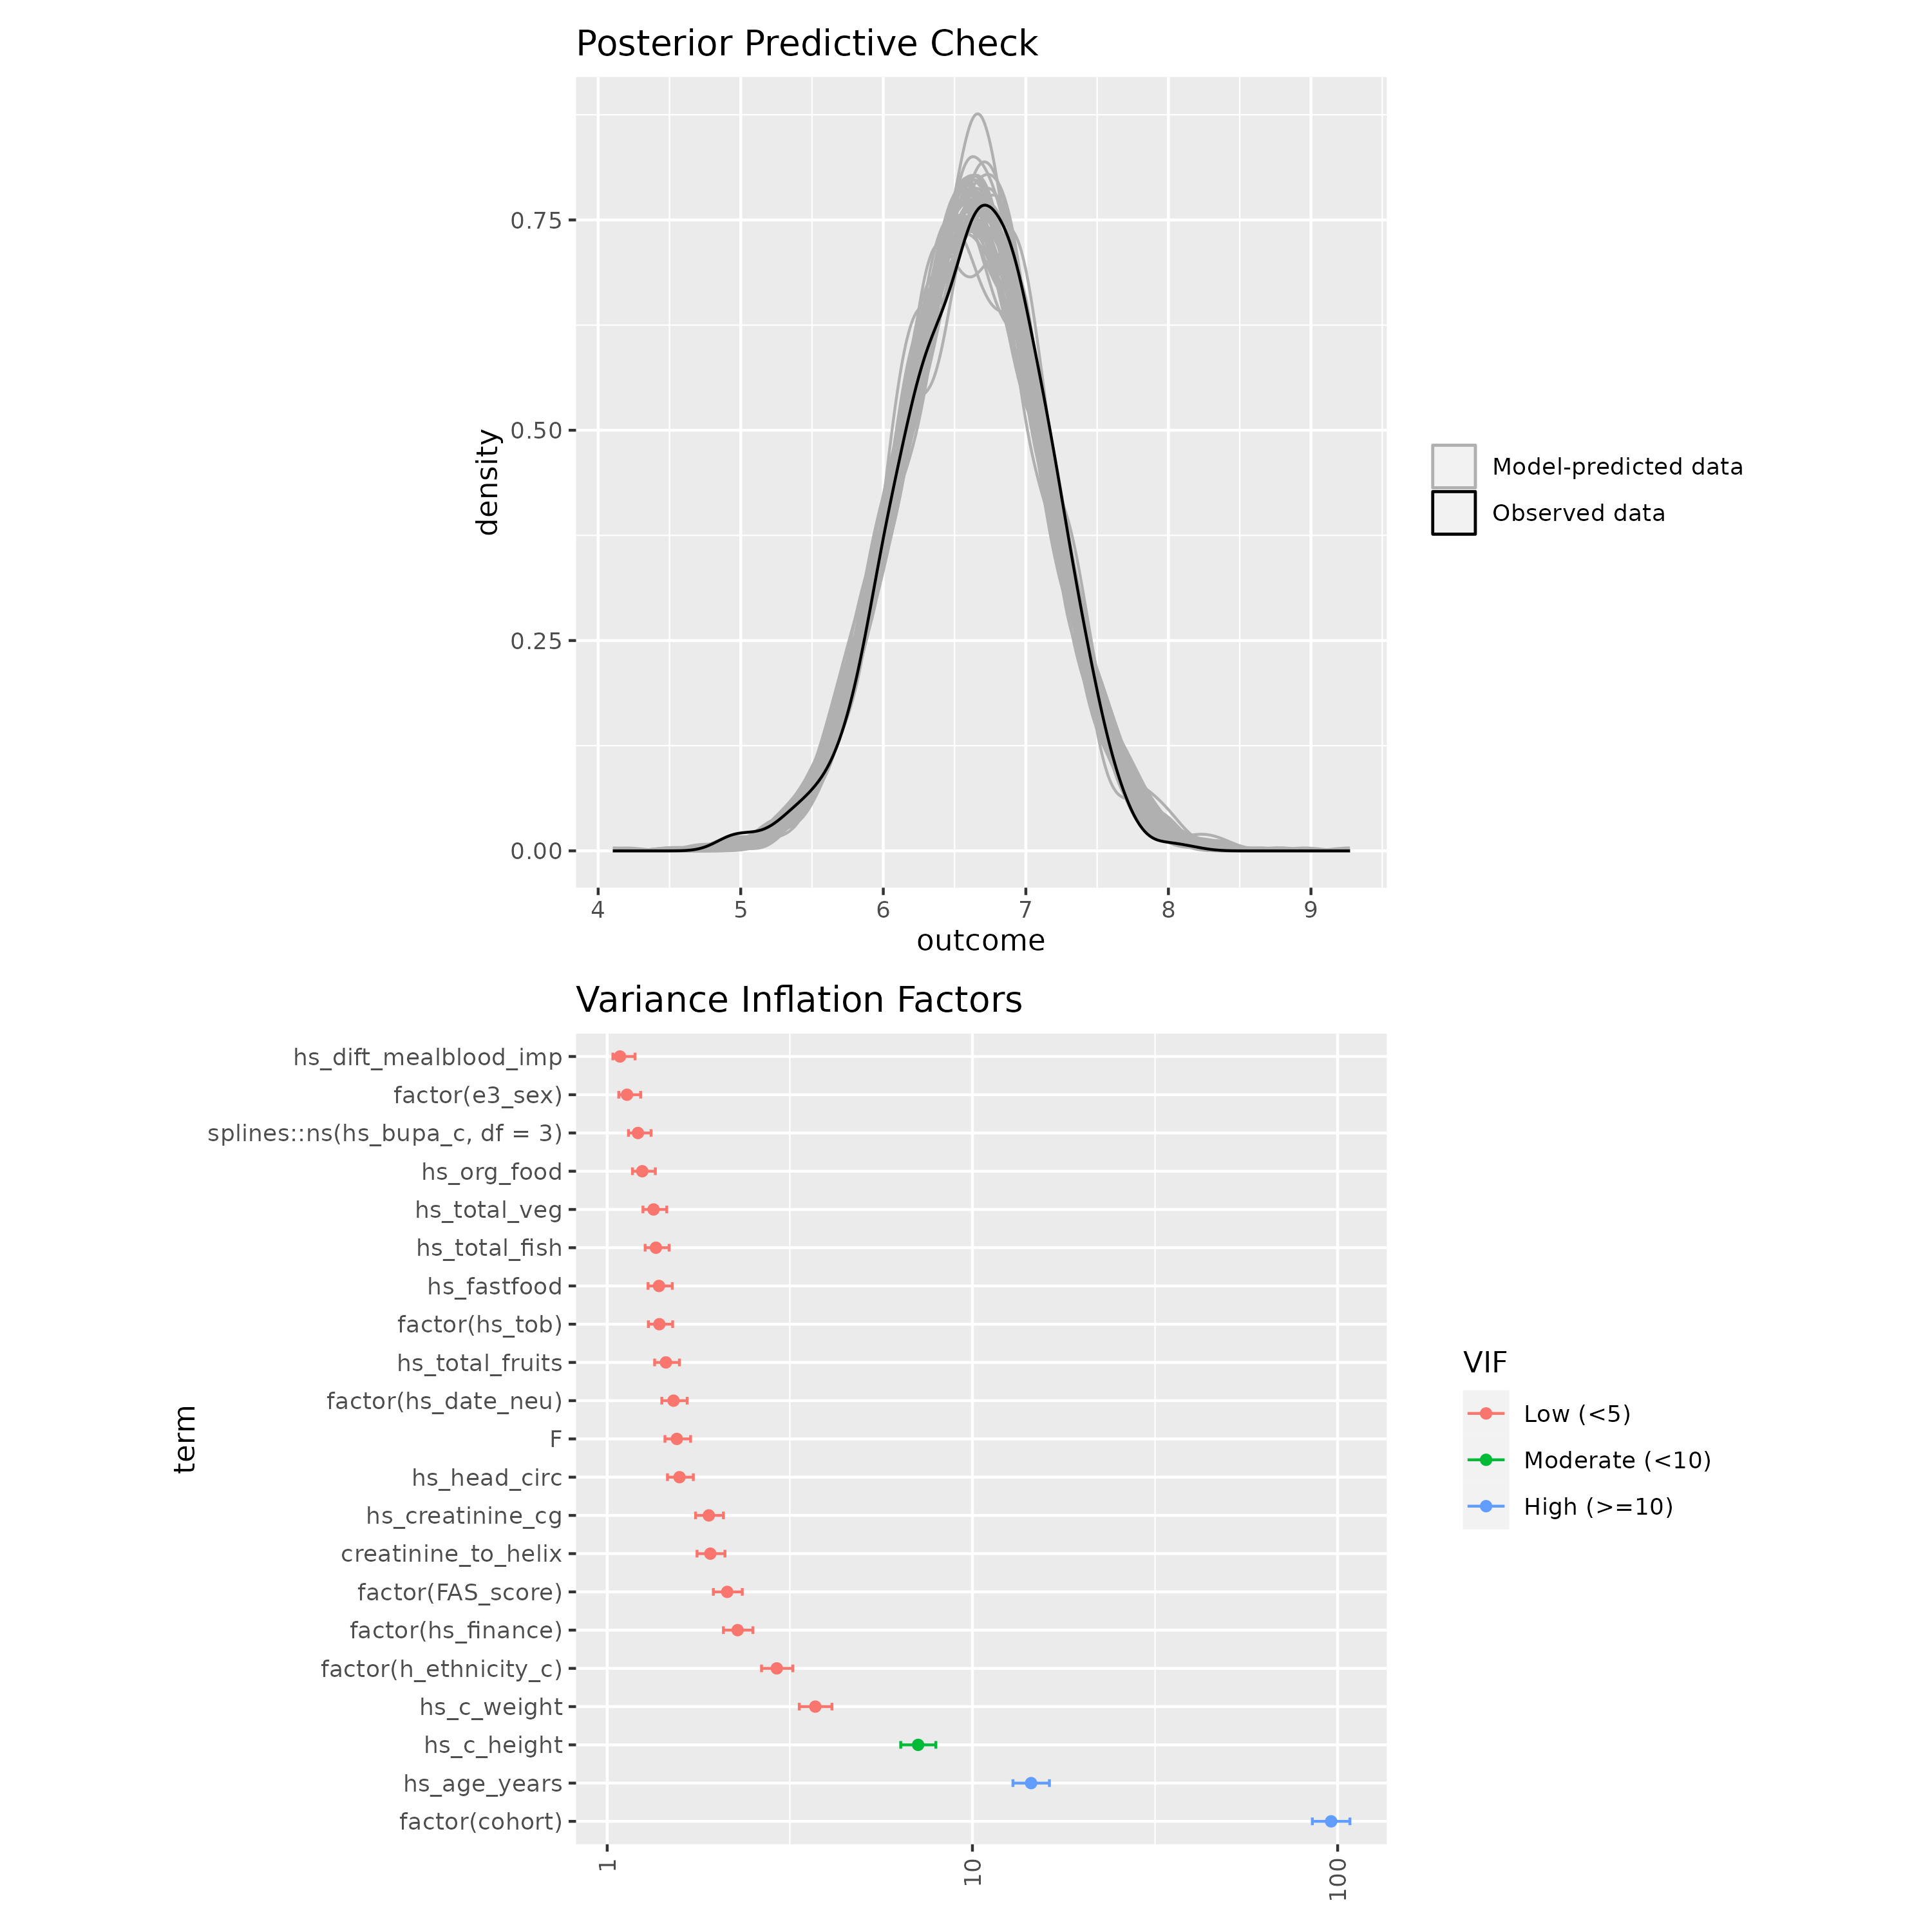 Posterior Predictive Check
density
0.75
0.50
0.25
0.00
4 5 6 7 8 9
outcome
Model-predicted data
Observed data
Variance Inflation Factors
term
hs_dift_mealblood_imp
factor(e3_sex)
splines::ns(hs_bupa_c, df = 3)
hs_org_food
hs_total_veg
hs_total_fish
hs_fastfood
factor(hs_tob)
hs_total_fruits
factor(hs_date_neu)
F
hs_head_circ
hs_creatinine_cg
creatinine_to_helix
factor(FAS_score)
factor(hs_finance)
factor(h_ethnicity_c)
hs_c_weight
hs_c_height
hs_age_years
factor(cohort)
1 10 100
VIF
Low (<5)
Moderate (<10)
High (>=10)